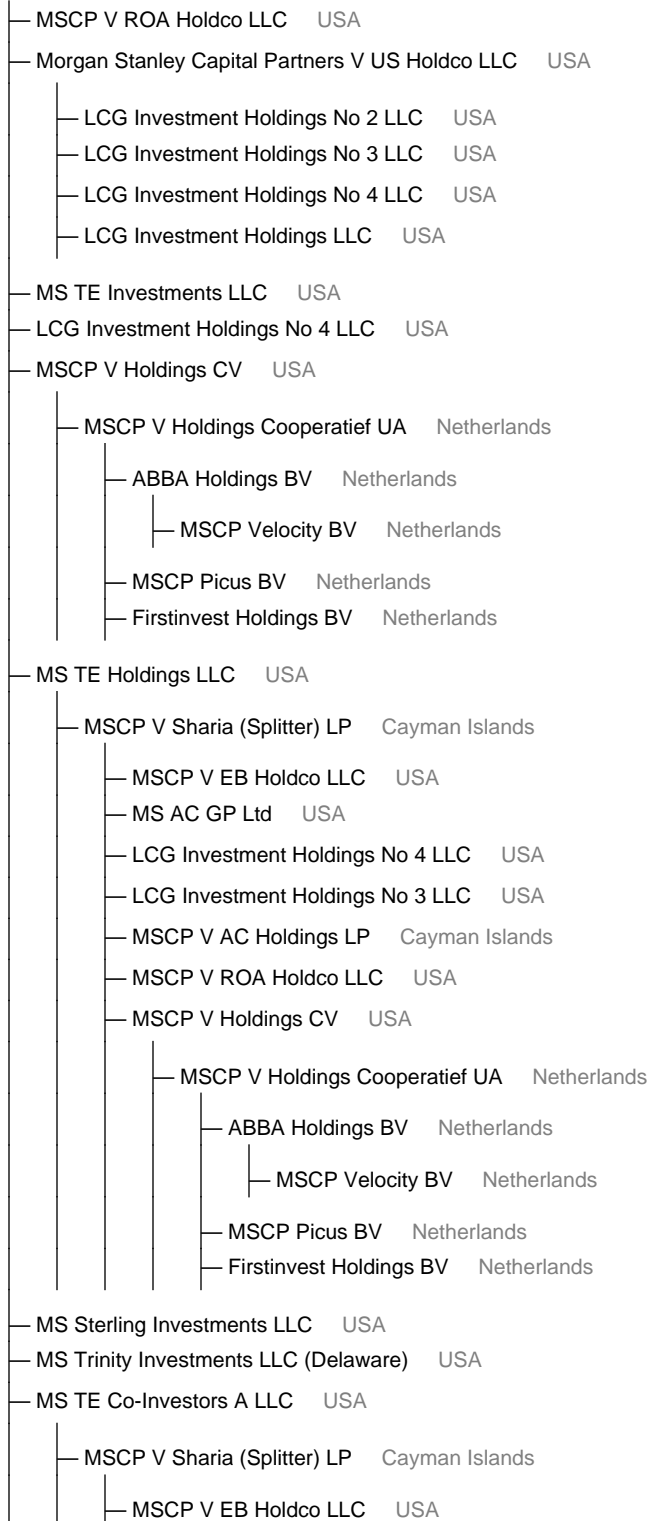 MSCP V ROA Holdco LLC USA
Morgan Stanley Capital Partners V US Holdco LLC USA
LCG Investment Holdings No 2 LLC USA
LCG Investment Holdings No 3 LLC USA
LCG Investment Holdings No 4 LLC USA
LCG Investment Holdings LLC USA
MS TE Investments LLC USA
LCG Investment Holdings No 4 LLC USA
MSCP V Holdings CV USA
MSCP V Holdings Cooperatief UA Netherlands
ABBA Holdings BV Netherlands
MSCP Velocity BV Netherlands
MSCP Picus BV Netherlands
Firstinvest Holdings BV Netherlands
MS TE Holdings LLC USA
MSCP V Sharia (Splitter) LP Cayman Islands
MSCP V EB Holdco LLC USA
MS AC GP Ltd USA
LCG Investment Holdings No 4 LLC USA
LCG Investment Holdings No 3 LLC USA
MSCP V AC Holdings LP Cayman Islands
MSCP V ROA Holdco LLC USA
MSCP V Holdings CV USA
MSCP V Holdings Cooperatief UA Netherlands
ABBA Holdings BV Netherlands
MSCP Velocity BV Netherlands
MSCP Picus BV Netherlands
Firstinvest Holdings BV Netherlands
MS Sterling Investments LLC USA
MS Trinity Investments LLC (Delaware) USA
MS TE Co-Investors A LLC USA
MSCP V Sharia (Splitter) LP Cayman Islands
MSCP V EB Holdco LLC USA